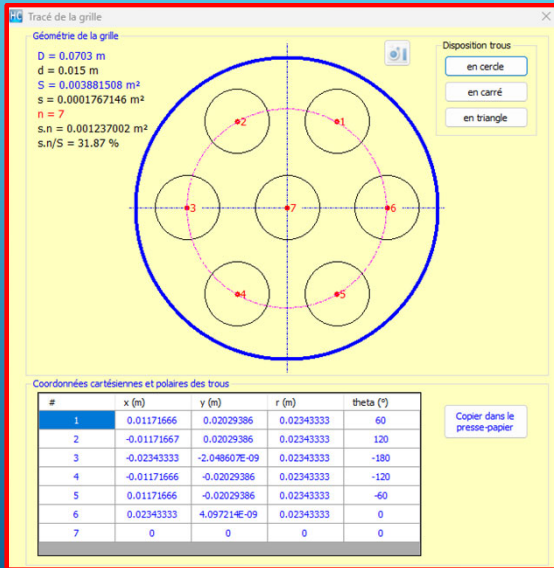 HC Tracé de la grille
Géométrie de la grille
D = 0.0703 m
d = 0.015 m
S = 0.003881508 m²
s = 0.0001767146 m²
n = 7
s.n = 0.001237002 m²
s.n/S = 31.87 %
2
1
3
7
6
4
5
Disposition trous
en cercle
en carré
en triangle
Coordonnées cartésiennes et polaires des trous
# x (m) y (m) r (m) theta (°)
1 0.01171666 0.02029386 0.02343333 60
2 -0.01171667 0.02029386 0.02343333 120
3 -0.02343333 -2.048607E-09 0.02343333 -180
4 -0.01171666 -0.02029386 0.02343333 -120
5 0.01171666 -0.02029386 0.02343333 -60
6 0.02343333 4.097214E-09 0.02343333 0
7 0 0 0 0
Copier dans le
presse-papier